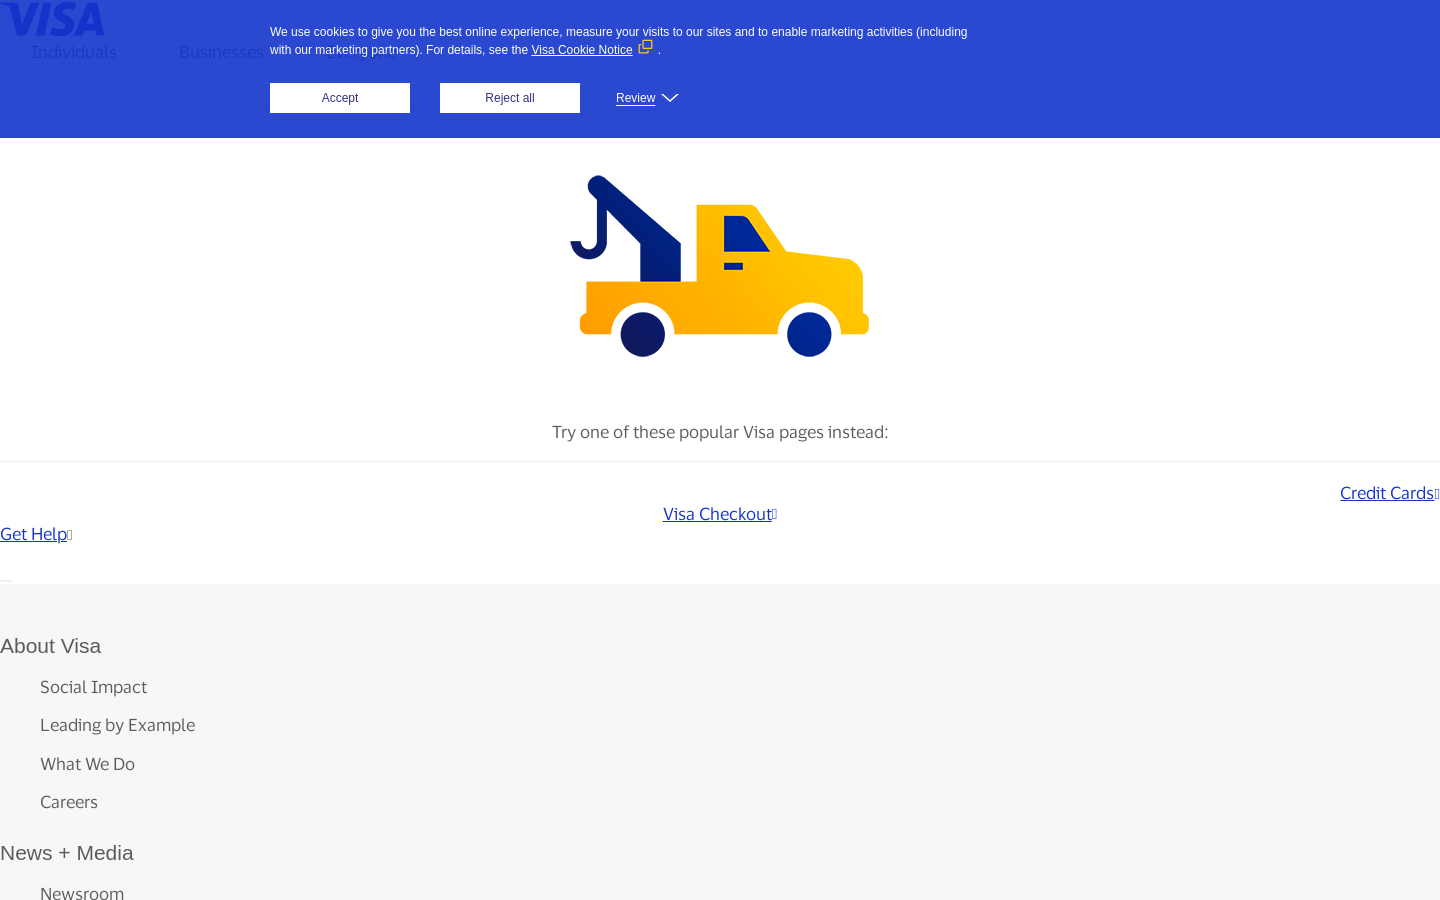 VISA
We use cookies to give you the best online experience, measure your visits to our sites and to enable marketing activities (including
with our marketing partners). For details, see the Visa Cookie Notice .
Individuals
Businesses
Accept
Reject all
Review
Try one of these popular Visa pages instead:
Credit Cards
Visa Checkout
Get Help
About Visa
Social Impact
Leading by Example
What We Do
Careers
News + Media
Newsroom